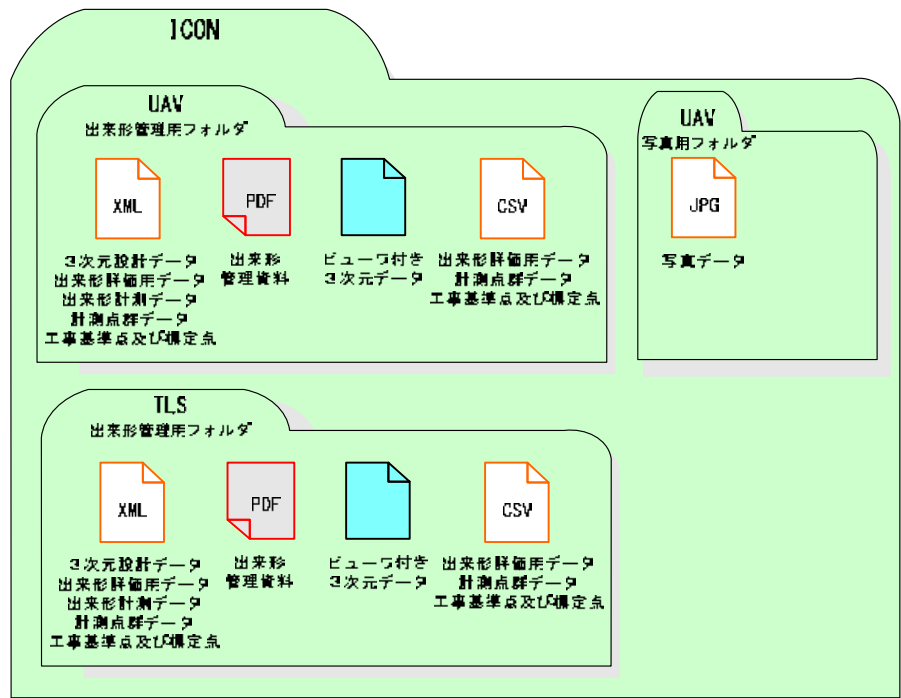 ICON
UAV
出来形管理用フォルダ
XML
3次元設計データ
出来形評価用データ
出来形計測データ
計測点群データ
工事基準点及び標定点
PDF
出来形
管理資料
ビューワ付き
3次元データ
CSV
出来形評価用データ
計測点群データ
工事基準点及び標定点
UAV
写真用フォルダ
JPG
写真データ
TLS
出来形管理用フォルダ
XML
3次元設計データ
出来形評価用データ
出来形計測データ
計測点群データ
工事基準点及び標定点
PDF
出来形
管理資料
ビューワ付き
3次元データ
CSV
出来形評価用データ
計測点群データ
工事基準点及び標定点